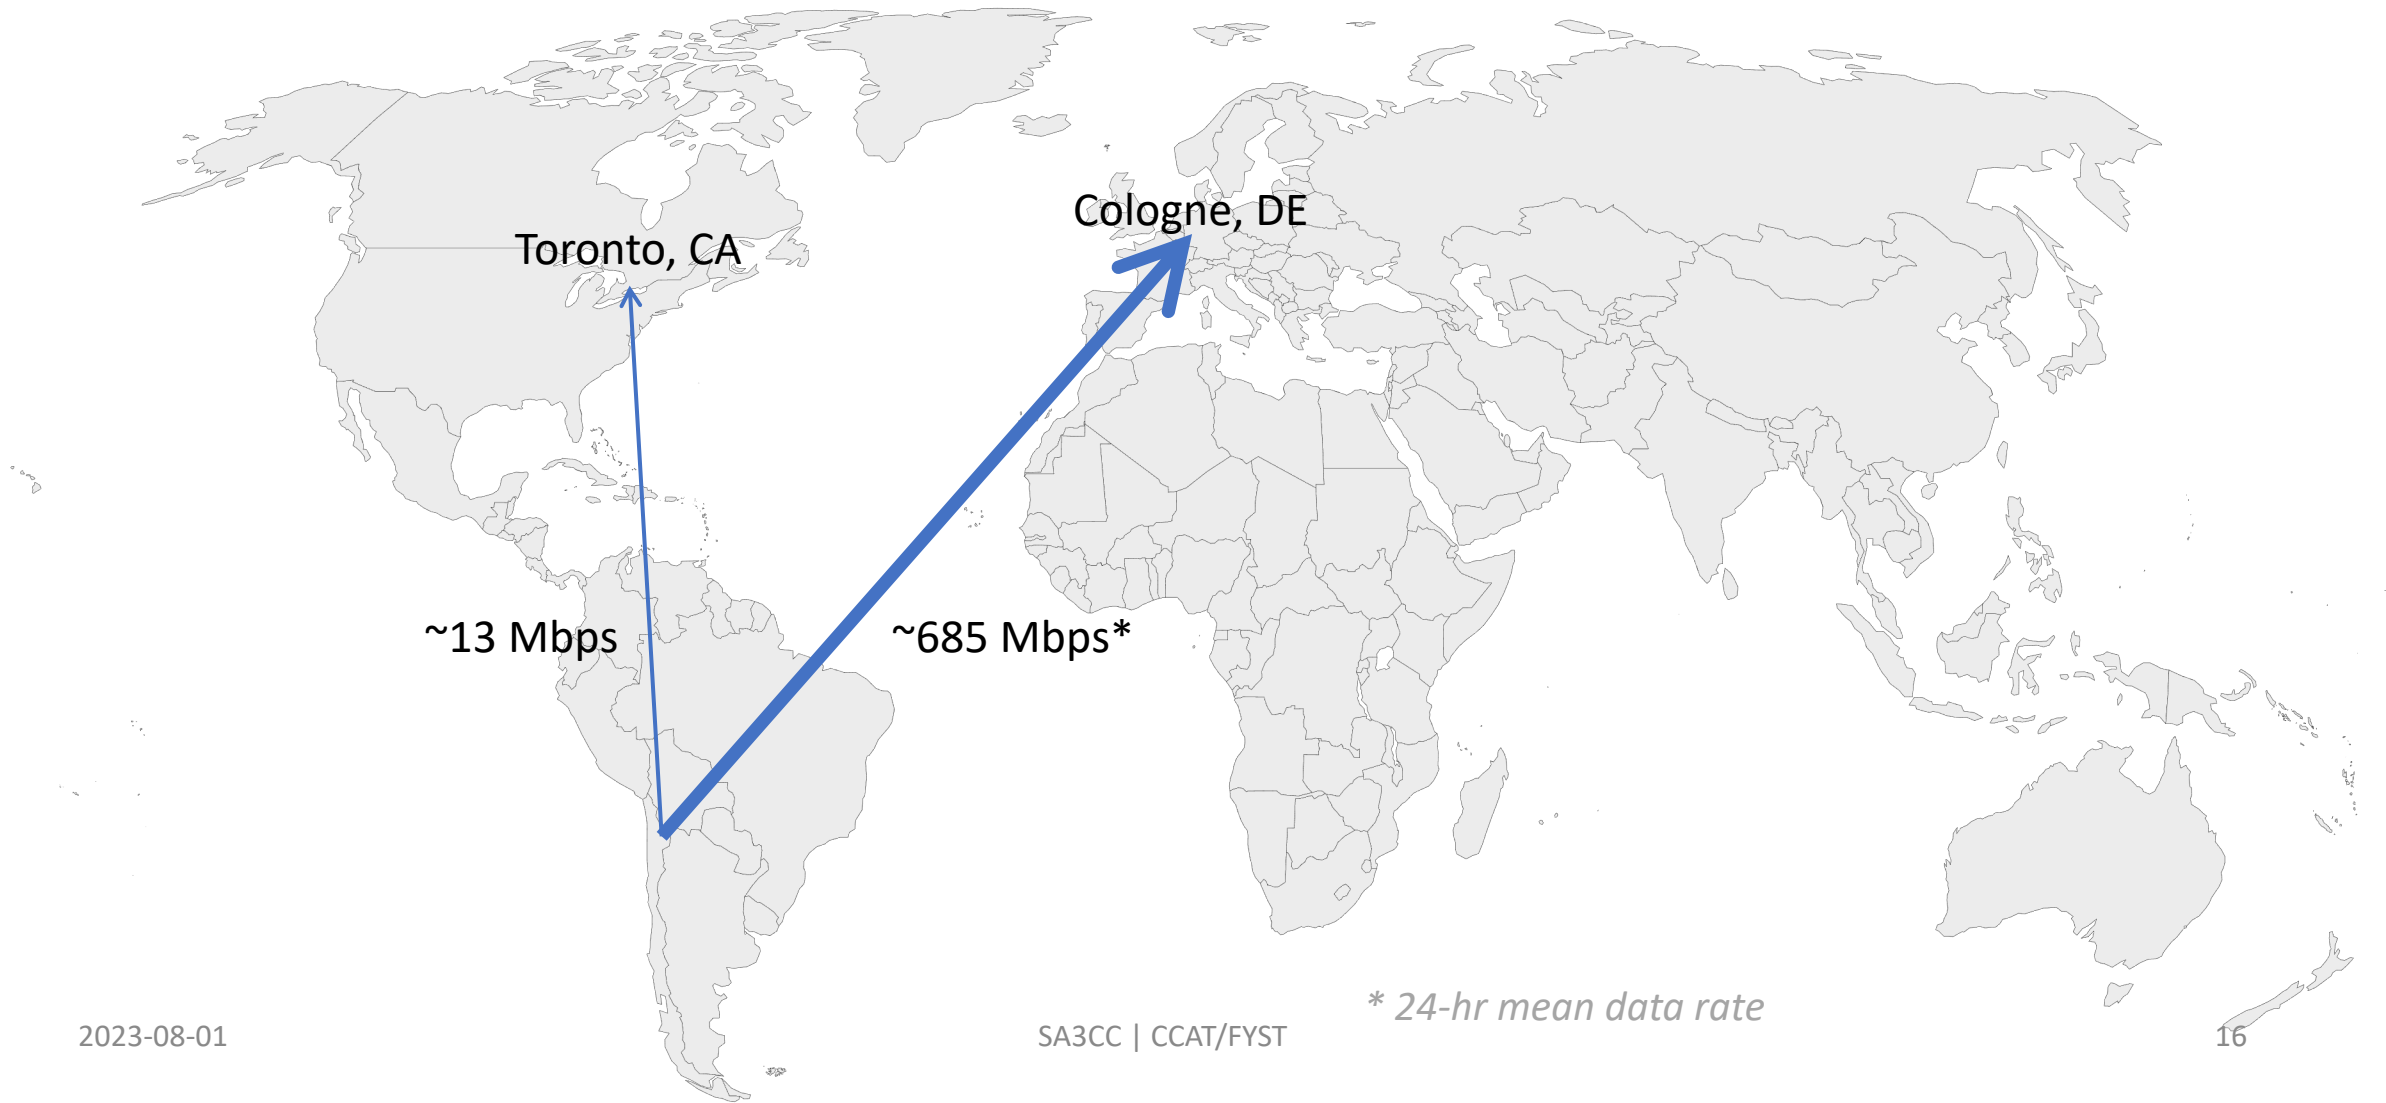 Cologne, DE
Toronto, CA
~13 Mbps
~685 Mbps*
* 24-hr mean data rate
2023-08-01
SA3CC | CCAT/FYST
16